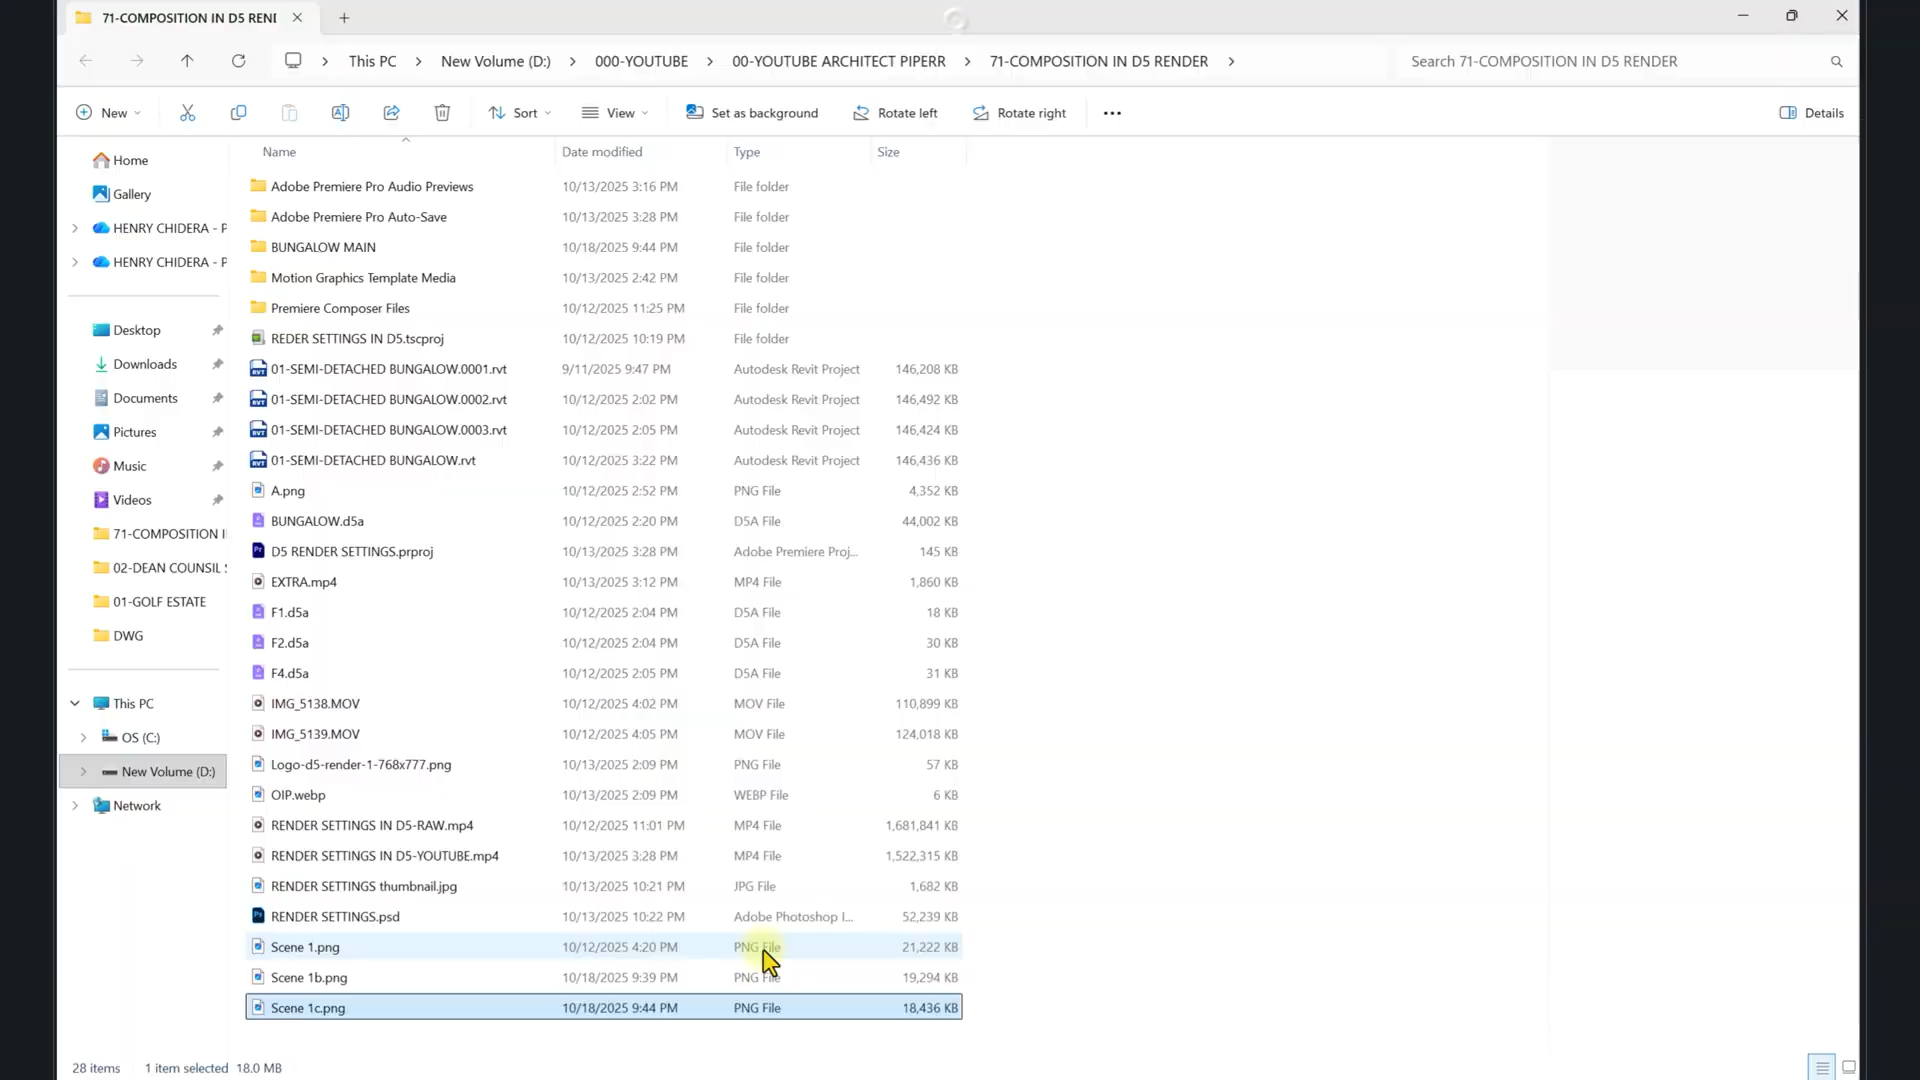 71-COMPOSITION IN D5 RENI
This PC New Volume (D:) 000-YOUTUBE 00-YOUTUBE ARCHITECT PIPERR 71-COMPOSITION IN D5 RENDER Search 71-COMPOSITION IN D5 RENDER
New Sort View Set as background Rotate left Rotate right Details
Home
Gallery
HENRY CHIDERA - P
HENRY CHIDERA - P
Desktop
Downloads
Documents
Pictures
Music
Videos
71-COMPOSITION I
02-DEAN COUNSIL
01-GOLF ESTATE
DWG
This PC
OS (C:)
New Volume (D:)
Network
Name Date modified Type Size
Adobe Premiere Pro Audio Previews 10/13/2025 3:16 PM File folder
Adobe Premiere Pro Auto-Save 10/13/2025 3:28 PM File folder
BUNGALOW MAIN 10/18/2025 9:44 PM File folder
Motion Graphics Template Media 10/13/2025 2:42 PM File folder
Premiere Composer Files 10/12/2025 11:25 PM File folder
REDER SETTINGS IN D5.tscproj 10/12/2025 10:19 PM File folder
01-SEMI-DETACHED BUNGALOW.0001.rvt 9/11/2025 9:47 PM Autodesk Revit Project 146,208 KB
01-SEMI-DETACHED BUNGALOW.0002.rvt 10/12/2025 2:02 PM Autodesk Revit Project 146,492 KB
01-SEMI-DETACHED BUNGALOW.0003.rvt 10/12/2025 2:05 PM Autodesk Revit Project 146,424 KB
01-SEMI-DETACHED BUNGALOW.rvt 10/12/2025 3:22 PM Autodesk Revit Project 146,436 KB
A.png 10/12/2025 2:52 PM PNG File 4,352 KB
BUNGALOW.d5a 10/12/2025 2:20 PM D5A File 44,002 KB
D5 RENDER SETTINGS.prproj 10/13/2025 3:28 PM Adobe Premiere Proj... 145 KB
EXTRA.mp4 10/13/2025 3:12 PM MP4 File 1,860 KB
F1.d5a 10/12/2025 2:04 PM D5A File 18 KB
F2.d5a 10/12/2025 2:04 PM D5A File 30 KB
F4.d5a 10/12/2025 2:05 PM D5A File 31 KB
IMG_5138.MOV 10/12/2025 4:02 PM MOV File 110,899 KB
IMG_5139.MOV 10/12/2025 4:05 PM MOV File 124,018 KB
Logo-d5-render-1-768x777.png 10/13/2025 2:09 PM PNG File 57 KB
OIP.webp 10/13/2025 2:09 PM WEBP File 6 KB
RENDER SETTINGS IN D5-RAW.mp4 10/12/2025 11:01 PM MP4 File 1,681,841 KB
RENDER SETTINGS IN D5-YOUTUBE.mp4 10/13/2025 3:28 PM MP4 File 1,522,315 KB
RENDER SETTINGS thumbnail.jpg 10/13/2025 10:21 PM JPG File 1,682 KB
RENDER SETTINGS.psd 10/13/2025 10:22 PM Adobe Photoshop I... 52,239 KB
Scene 1.png 10/12/2025 4:20 PM PNG File 21,222 KB
Scene 1b.png 10/18/2025 9:39 PM PNG File 19,294 KB
Scene 1c.png 10/18/2025 9:44 PM PNG File 18,436 KB
28 items 1 item selected 18.0 MB